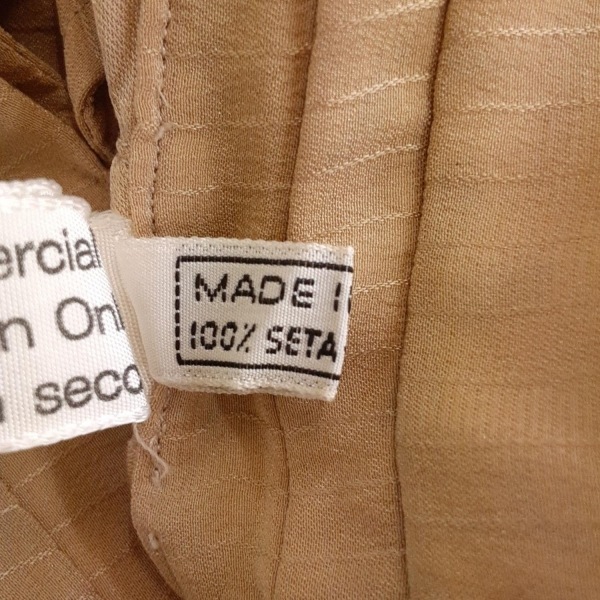 ercial
n On
seco
MADE I
100% SETA